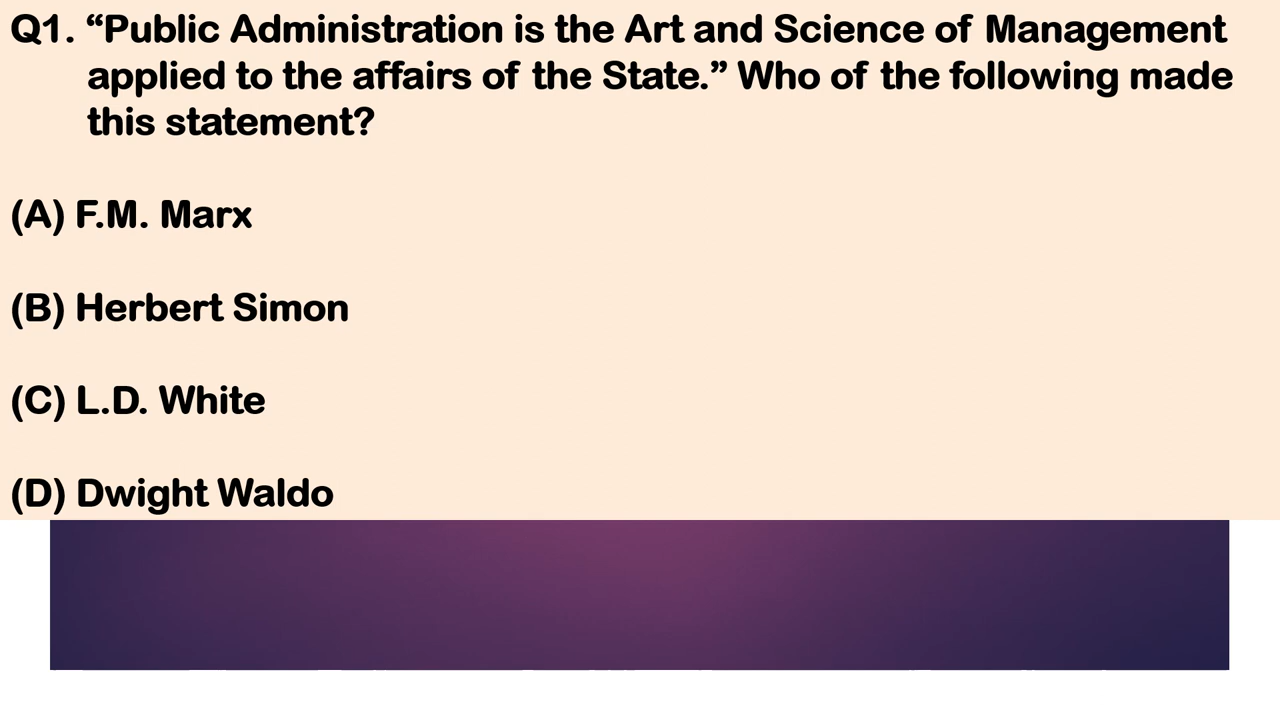 Q1. “Public Administration is the Art and Science of Management
applied to the affairs of the State.” Who of the following made
this statement?
(A) F.M. Marx
(B) Herbert Simon
(C) L.D. White
(D) Dwight Waldo